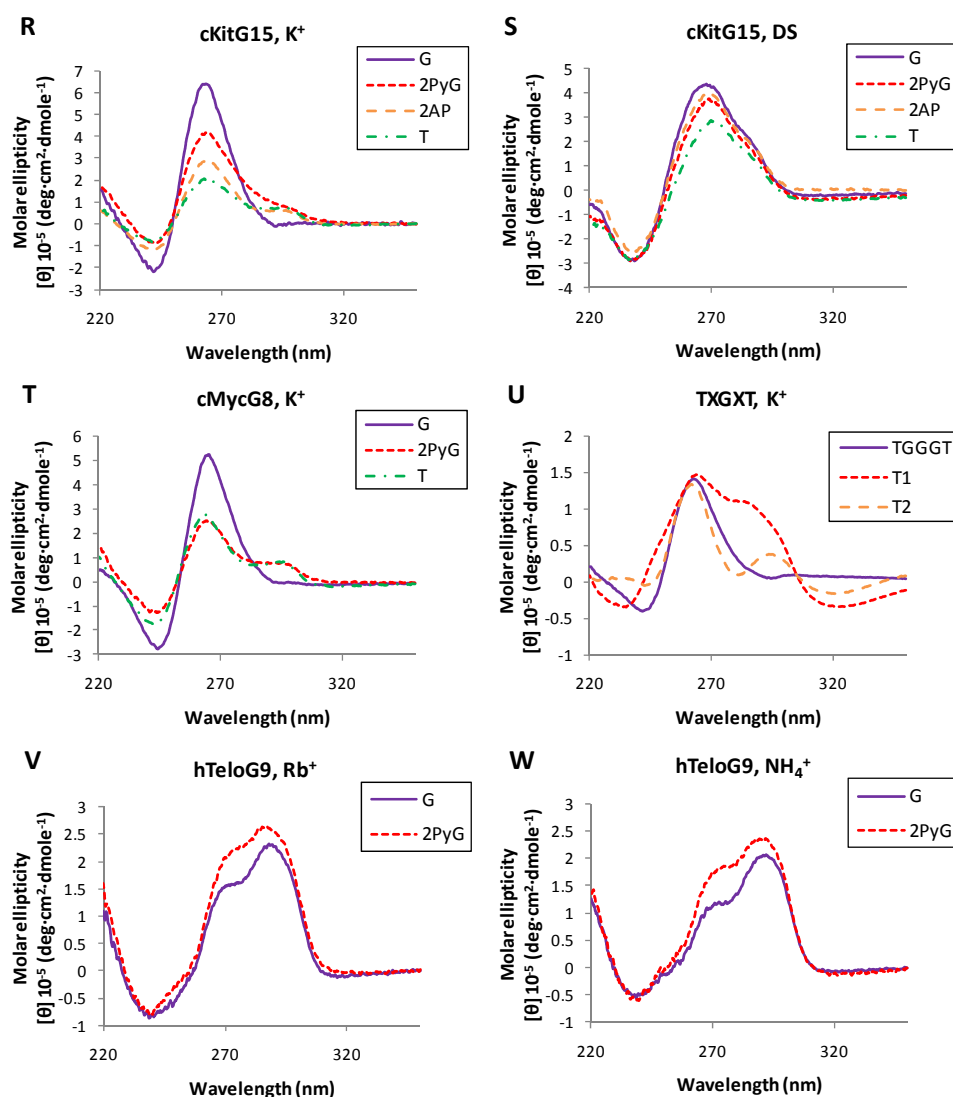 R
cKitG15, K⁺
7
6
5
4
3
2
1
0
-1
-2
-3
220 270 320
Molar ellipticity
[θ] 10⁻⁵ (deg·cm²·dmole⁻¹)
Wavelength (nm)
G
2PyG
2AP
T
S
cKitG15, DS
5
4
3
2
1
0
-1
-2
-3
-4
220 270 320
Molar ellipticity
[θ] 10⁻⁵ (deg·cm²·dmole⁻¹)
Wavelength (nm)
G
2PyG
2AP
T
T
cMycG8, K⁺
6
5
4
3
2
1
0
-1
-2
-3
220 270 320
Molar ellipticity
[θ] 10⁻⁵ (deg·cm²·dmole⁻¹)
Wavelength (nm)
G
2PyG
T
U
TXGXT, K⁺
2
1.5
1
0.5
0
-0.5
-1
220 270 320
Molar ellipticity
[θ] 10⁻⁵ (deg·cm²·dmole⁻¹)
Wavelength (nm)
TGGGT
T1
T2
V
hTeloG9, Rb⁺
3
2.5
2
1.5
1
0.5
0
-0.5
-1
220 270 320
Molar ellipticity
[θ] 10⁻⁵ (deg·cm²·dmole⁻¹)
Wavelength (nm)
G
2PyG
W
hTeloG9, NH₄⁺
3
2.5
2
1.5
1
0.5
0
-0.5
-1
220 270 320
Molar ellipticity
[θ] 10⁻⁵ (deg·cm²·dmole⁻¹)
Wavelength (nm)
G
2PyG